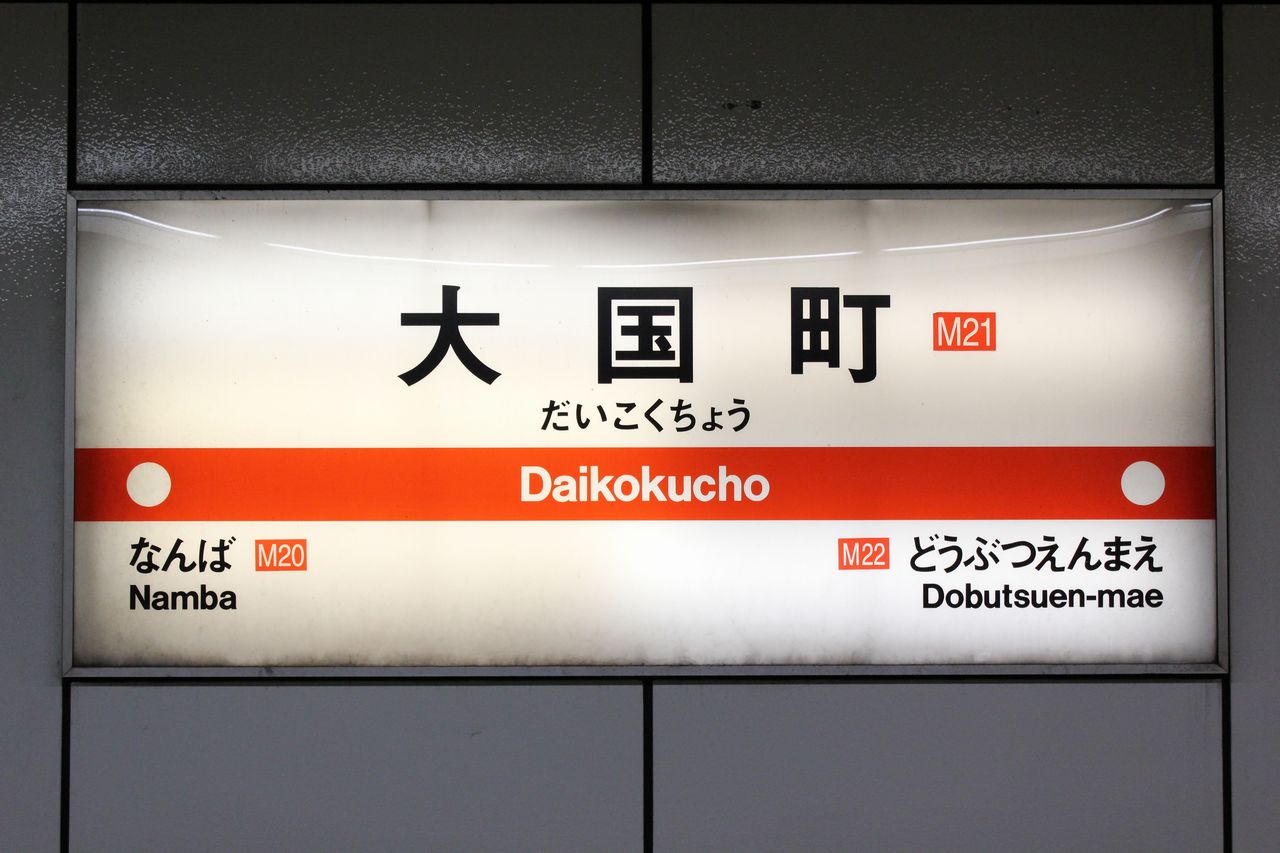 大国町 M21
だいこくちょう
Daikokucho
なんば M20
Namba
M22 どうぶつえんまえ
Dobutsuen-mae